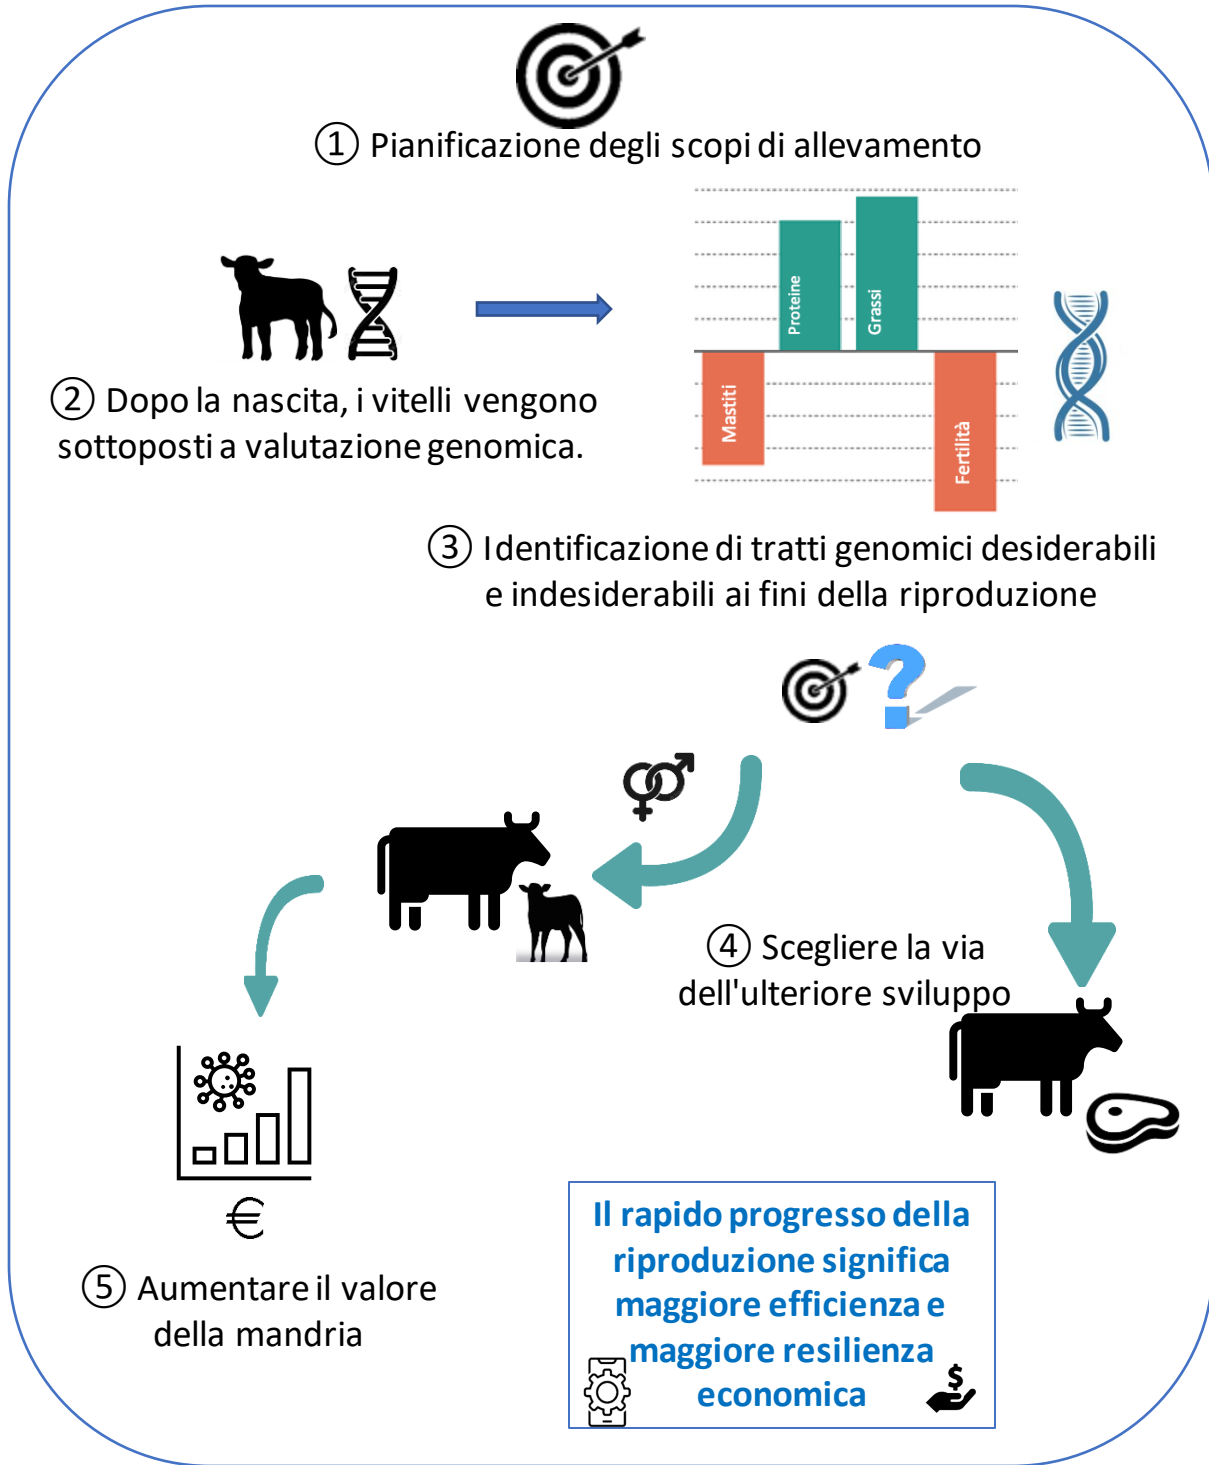 ① Pianificazione degli scopi di allevamento
Proteine
Grassi
Mastiti
Fertilità
② Dopo la nascita, i vitelli vengono
sottoposti a valutazione genomica.
③ Identificazione di tratti genomici desiderabili
e indesiderabili ai fini della riproduzione
?
④ Scegliere la via
dell'ulteriore sviluppo
€
⑤ Aumentare il valore
della mandria
Il rapido progresso della
riproduzione significa
maggiore efficienza e
maggiore resilienza
economica
$